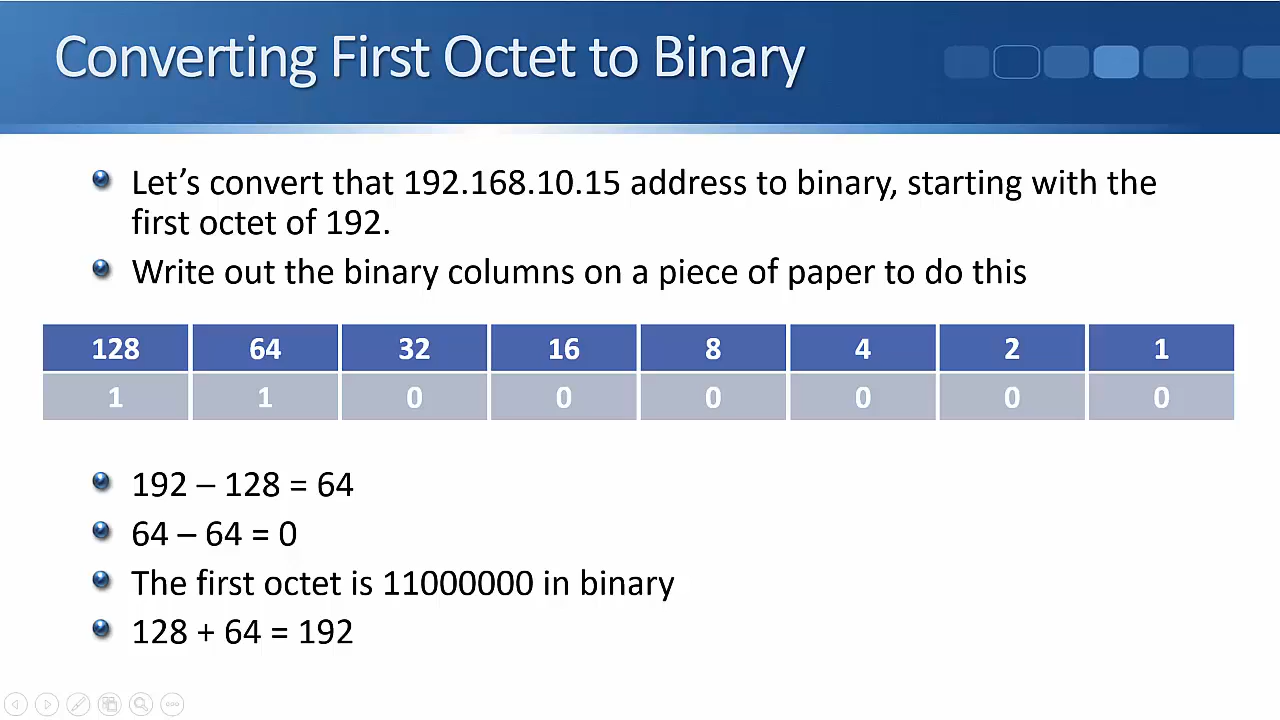 Converting First Octet to Binary
Let's convert that 192.168.10.15 address to binary, starting with the
first octet of 192.
Write out the binary columns on a piece of paper to do this
128 64 32 16 8 4 2 1
1 1 0 0 0 0 0 0
192 – 128 = 64
64 – 64 = 0
The first octet is 11000000 in binary
128 + 64 = 192